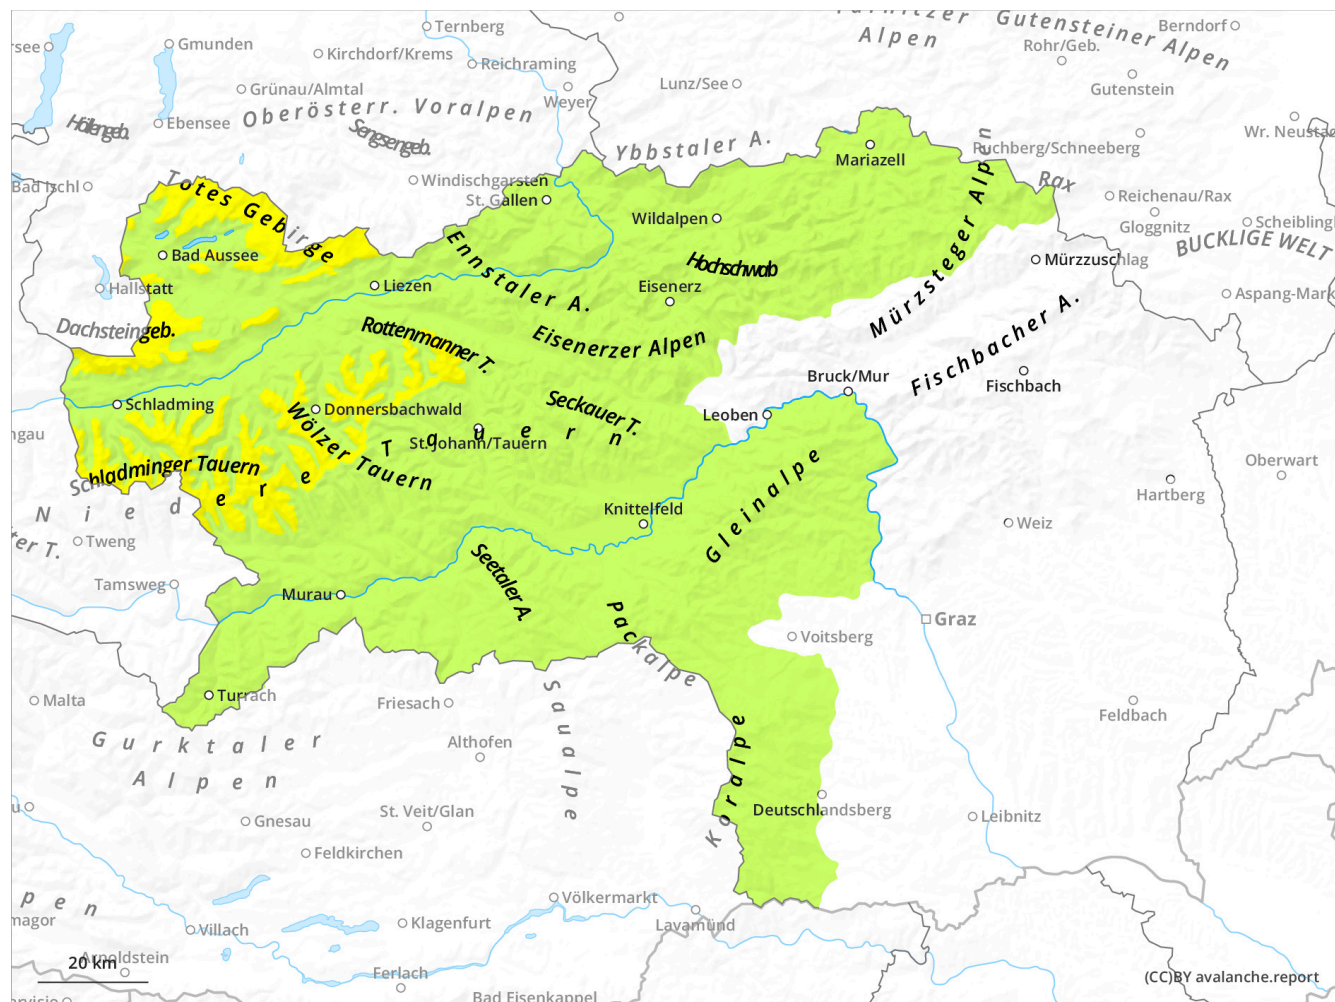 Ternberg
Gutensteiner Alpen
Alpen
Berndorf
Gmunden
Kirchdorf/Krems
Reichraming
Rohr/Geb.
Grünau/Almtal
Weyer
Lunz/See
Gutenstein
Oberösterr. Voralpen
Höllengeb.
Ebensee
Sengsengeb.
Ybbstaler A.
Mariazell
Puchberg/Schneeberg
Bad Ischl
Totes Gebirge
Windischgarsten
St. Gallen
Wildalpen
Rax
Reichenau/Rax
Gloggnitz
BUCKLIGE WELT
Bad Aussee
Ennstaler A.
Hochschwab
Mürzsteger Alpen
Mürzzuschlag
Hallstatt
Liezen
Eisenerz
Aspang-Mark
Dachsteingeb.
Rottenmanner T.
Eisenerzer Alpen
Fischbacher A.
Bruck/Mur
Fischbach
Schladming
Donnersbachwald
Seckauer T.
Leoben
St. Johann/Tauern
Wölzer Tauern
Schladminger Tauern
Niedere Tauern
Gleinalpe
Oberwart
Hartberg
Knittelfeld
Weiz
Tweng
Tamsweg
Murau
Seetaler A.
Packalpe
Graz
Voitsberg
Turrach
Malta
Friesach
Saualpe
Feldbach
Gurktaler
Alpen
Althofen
Koralpe
St. Veit/Glan
Gnesau
Deutschlandsberg
Leibnitz
Feldkirchen
Völkermarkt
Villach
Klagenfurt
Lavamünd
Arnoldstein
20 km
Ferlach
Bad Eisenkappel
(CC)BY avalanche.report